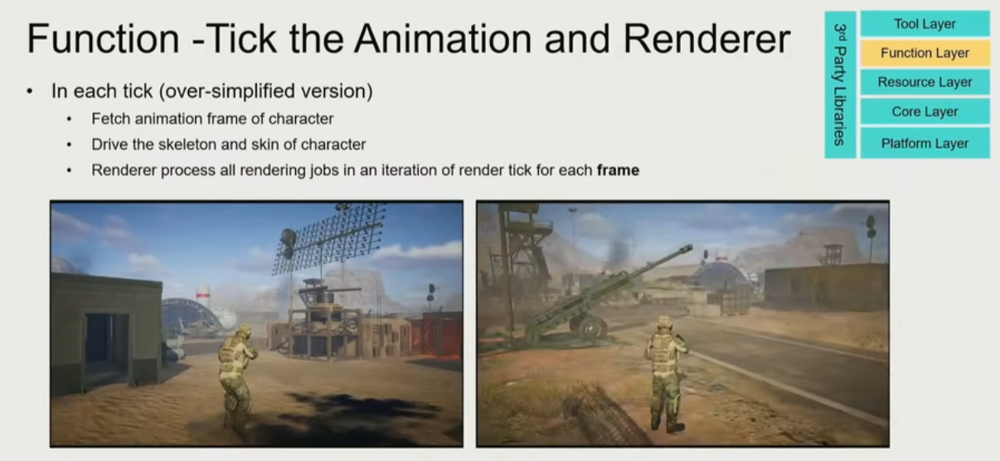 Function -Tick the Animation and Renderer
• In each tick (over-simplified version)
• Fetch animation frame of character
• Drive the skeleton and skin of character
• Renderer process all rendering jobs in an iteration of render tick for each frame
3rd Party Libraries
Tool Layer
Function Layer
Resource Layer
Core Layer
Platform Layer